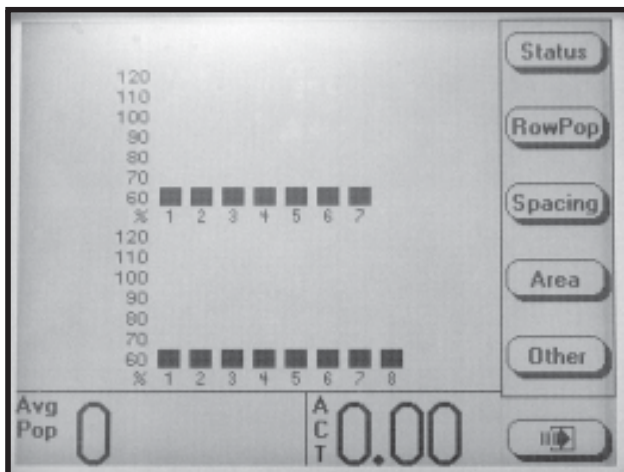 Status
120
110
100
90
80
70
60
% 1 2 3 4 5 6 7
RowPop
Spacing
120
110
100
90
80
70
60
% 1 2 3 4 5 6 7 8
Area
Other
Avg
Pop 0
ACT 0.00